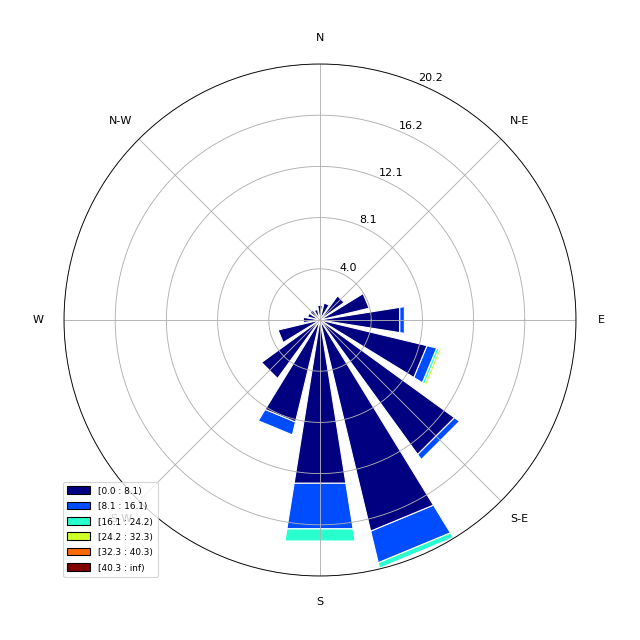 N
20.2
N-W
N-E
16.2
12.1
8.1
4.0
W
E
[0.0 : 8.1)
[8.1 : 16.1)
[16.1 : 24.2)
[24.2 : 32.3)
[32.3 : 40.3)
[40.3 : inf)
S-W
S-E
S